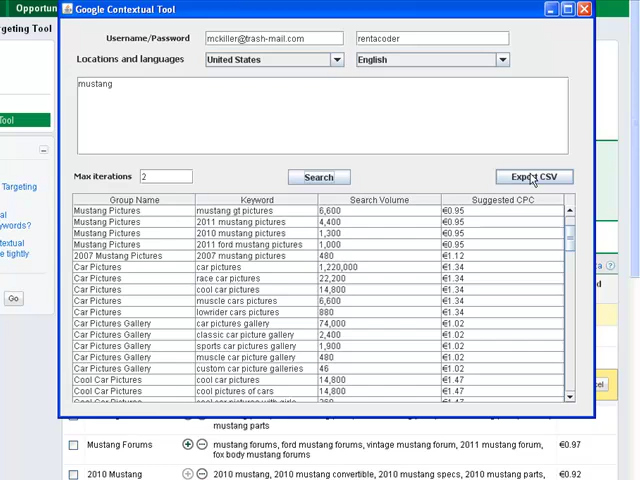 Opportun
Google Contextual Tool
geting Tool
Username/Password mckiller@trash-mail.com rentacoder
Locations and languages United States English
mustang
Tool
Max iterations 2 Search Export CSV
Targeting
Group Name Keyword Search Volume Suggested CPC
Mustang Pictures mustang gt pictures 6,600 €0.95
Mustang Pictures 2011 mustang pictures 4,400 €0.95
Mustang Pictures 2010 mustang pictures 1,300 €0.95
Mustang Pictures 2011 ford mustang pictures 1,000 €0.95
2007 Mustang Pictures 2007 mustang pictures 480 €1.12
Car Pictures car pictures 1,220,000 €1.34
Car Pictures race car pictures 22,200 €1.34
Car Pictures cool car pictures 14,800 €1.34
Car Pictures muscle cars pictures 6,600 €1.34
Car Pictures lowrider cars pictures 880 €1.34
Car Pictures Gallery car pictures gallery 74,000 €1.02
Car Pictures Gallery classic car picture gallery 2,400 €1.02
Car Pictures Gallery sports car picture gallery 1,900 €1.02
Car Pictures Gallery muscle car picture gallery 480 €1.02
Car Pictures Gallery custom car picture galleries 46 €1.02
Cool Car Pictures cool car pictures 14,800 €1.47
Cool Car Pictures cool pictures of cars 14,800 €1.47
al
eywords?
textual
e tightly
Go
cel
mustang parts
Mustang Forums mustang forums, ford mustang forums, vintage mustang forum, 2011 mustang forum, €0.97
fox body mustang forums
2010 Mustang 2010 mustang, 2010 mustang convertible, 2010 mustang specs, 2010 mustang parts, €0.92